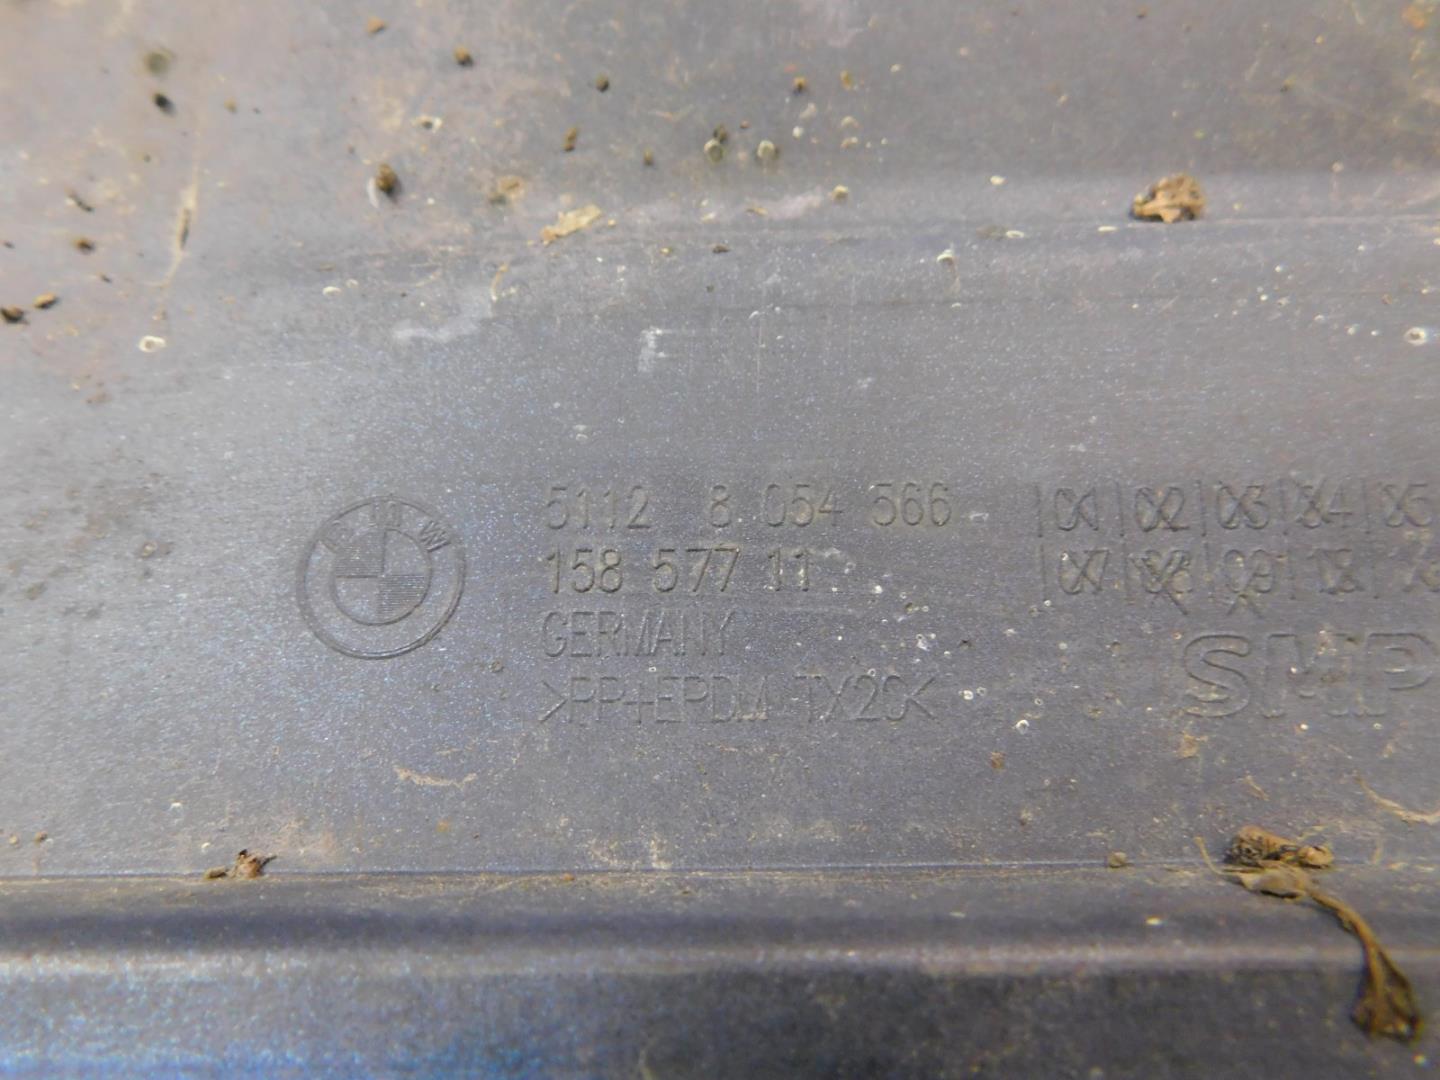 BMW
5112 8 054 566 |01|02|03|04|05
158 577 11 |07|08|09|
GERMANY
>PP+EPDM-TX20<
SMP